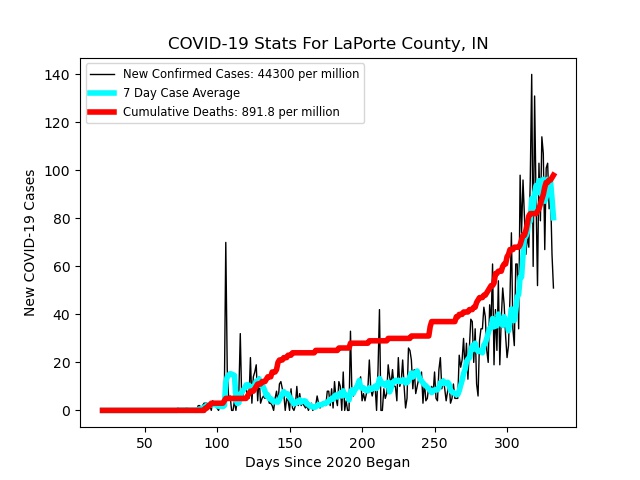 COVID-19 Stats For LaPorte County, IN
New Confirmed Cases: 44300 per million
7 Day Case Average
Cumulative Deaths: 891.8 per million
New COVID-19 Cases
140
120
100
80
60
40
20
0
50 100 150 200 250 300
Days Since 2020 Began